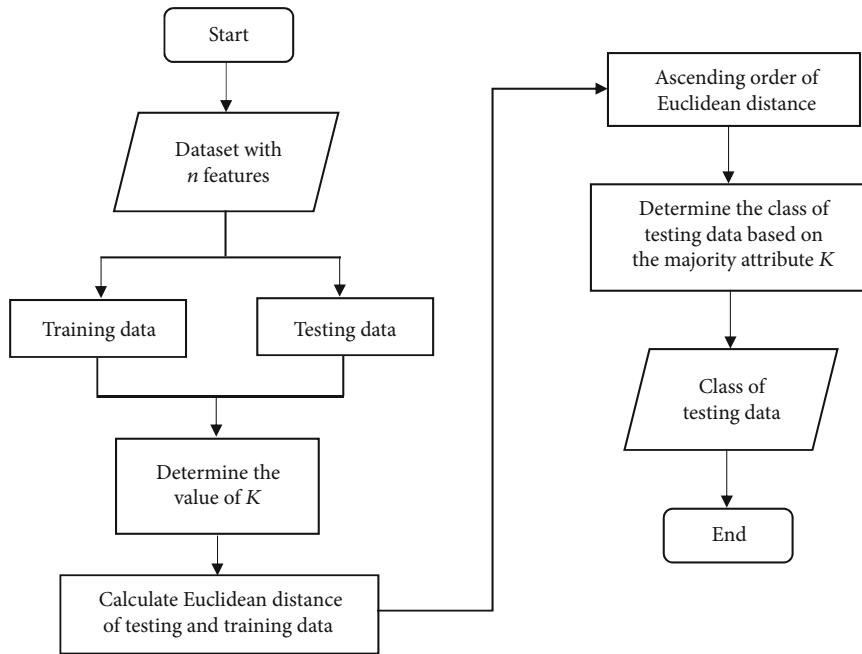 Start
Dataset with
n features
Training data
Testing data
Determine the
value of K
Calculate Euclidean distance
of testing and training data
Ascending order of
Euclidean distance
Determine the class of
testing data based on
the majority attribute K
Class of
testing data
End